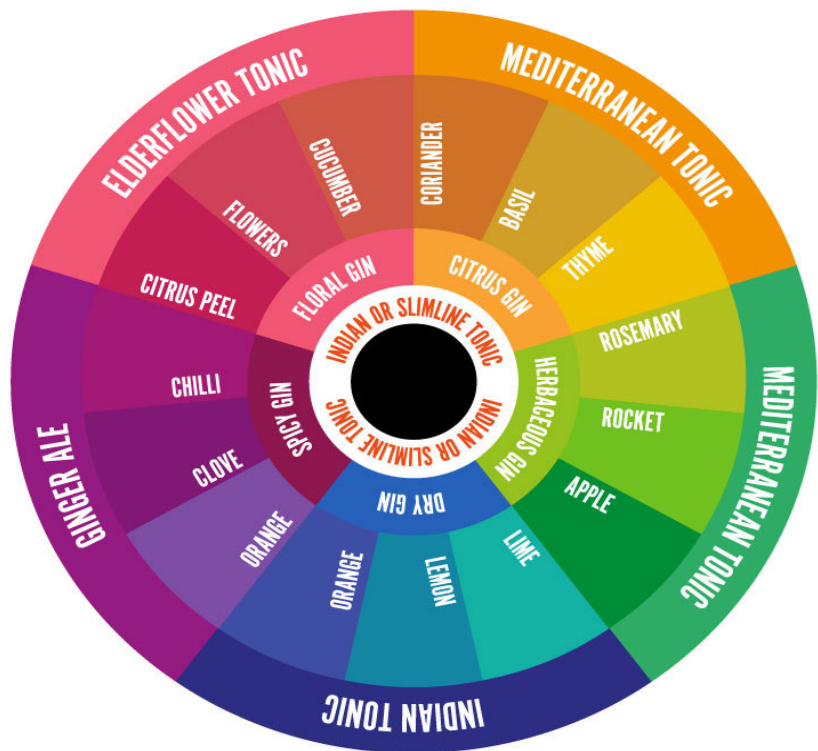 ELDERFLOWER TONIC
MEDITERRANEAN TONIC
MEDITERRANEAN TONIC
INDIAN TONIC
GINGER ALE
CITRUS PEEL
FLOWERS
CUCUMBER
CORIANDER
BASIL
THYME
ROSEMARY
ROCKET
APPLE
LIME
LEMON
ORANGE
ORANGE
CLOVE
CHILLI
FLORAL GIN
CITRUS GIN
HERBACEOUS GIN
DRY GIN
SPICY GIN
INDIAN OR SLIMLINE TONIC
INDIAN OR SLIMLINE TONIC